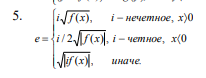 5.
i√f(x), i – нечетное, x⟩0
e = { i / 2√|f(x)|, i – четное, x⟨0
√|if(x)|, иначе.